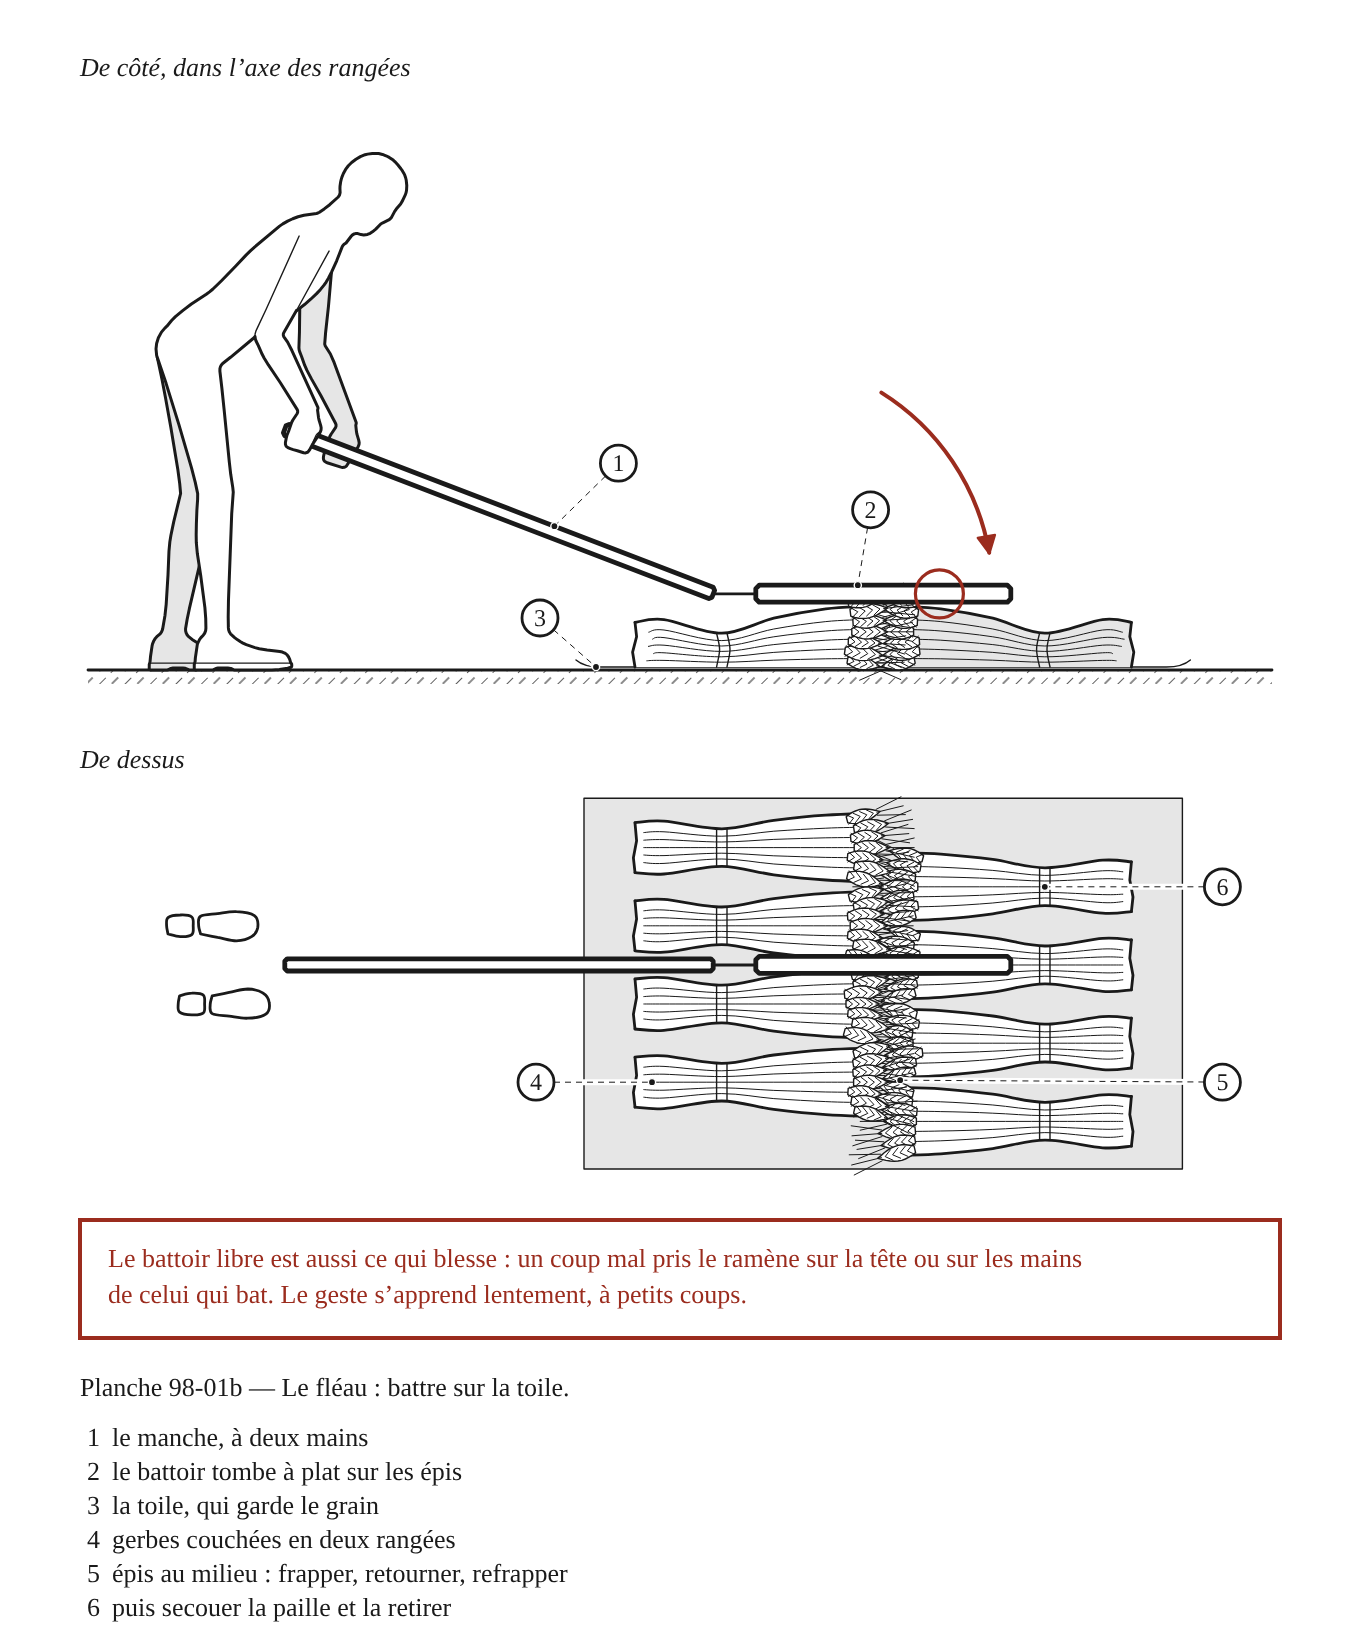 De côté, dans l’axe des rangées
1
2
3
De dessus
6
4
5
Le battoir libre est aussi ce qui blesse : un coup mal pris le ramène sur la tête ou sur les mains
de celui qui bat. Le geste s’apprend lentement, à petits coups.
Planche 98-01b — Le fléau : battre sur la toile.
1 le manche, à deux mains
2 le battoir tombe à plat sur les épis
3 la toile, qui garde le grain
4 gerbes couchées en deux rangées
5 épis au milieu : frapper, retourner, refrapper
6 puis secouer la paille et la retirer